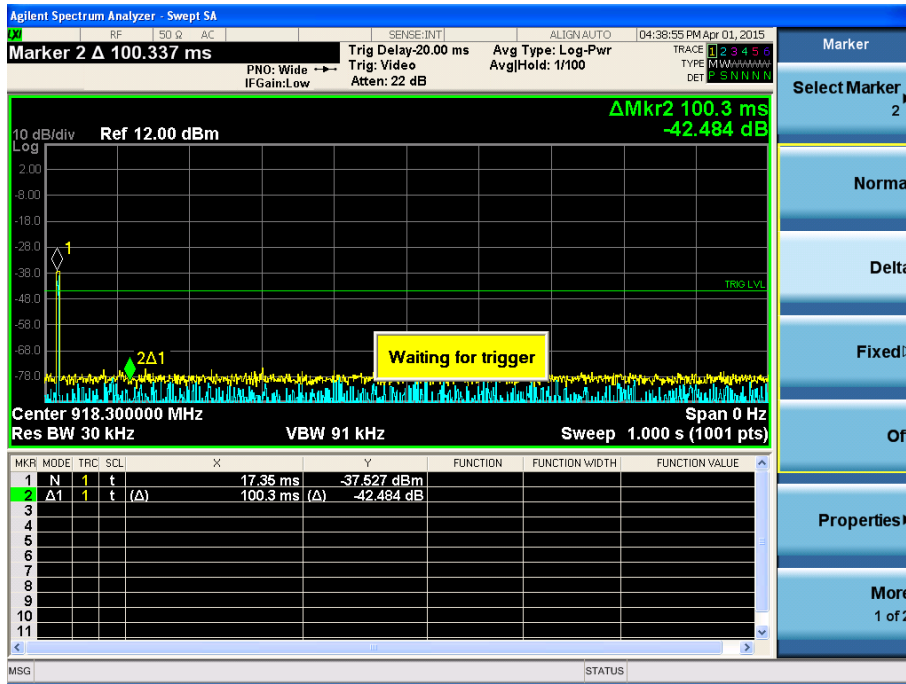 Agilent Spectrum Analyzer - Swept SA
RF 50 Ω AC SENSE:INT ALIGN AUTO 04:38:55 PM Apr 01, 2015
Marker 2 Δ 100.337 ms
PNO: Wide
IFGain:Low
Trig Delay-20.00 ms
Trig: Video
Atten: 22 dB
Avg Type: Log-Pwr
Avg|Hold: 1/100
TRACE 1 2 3 4 5 6
TYPE M W
DET P S N N N N
ΔMkr2 100.3 ms
-42.484 dB
10 dB/div Ref 12.00 dBm
Log
2.00
-8.00
-18.0
-28.0
-38.0
-48.0
-58.0
-68.0
-78.0
1
2Δ1
TRIG LVL
Waiting for trigger
Center 918.300000 MHz Span 0 Hz
Res BW 30 kHz VBW 91 kHz Sweep 1.000 s (1001 pts)
MKR MODE TRC SCL X Y FUNCTION FUNCTION WIDTH FUNCTION VALUE
1 N 1 t 17.35 ms -37.527 dBm
2 Δ1 1 t (Δ) 100.3 ms (Δ) -42.484 dB
3
4
5
6
7
8
9
10
11
MSG STATUS
Marker
Select Marker
2
Norma
Delta
Fixed
Of
Properties
More
1 of 2